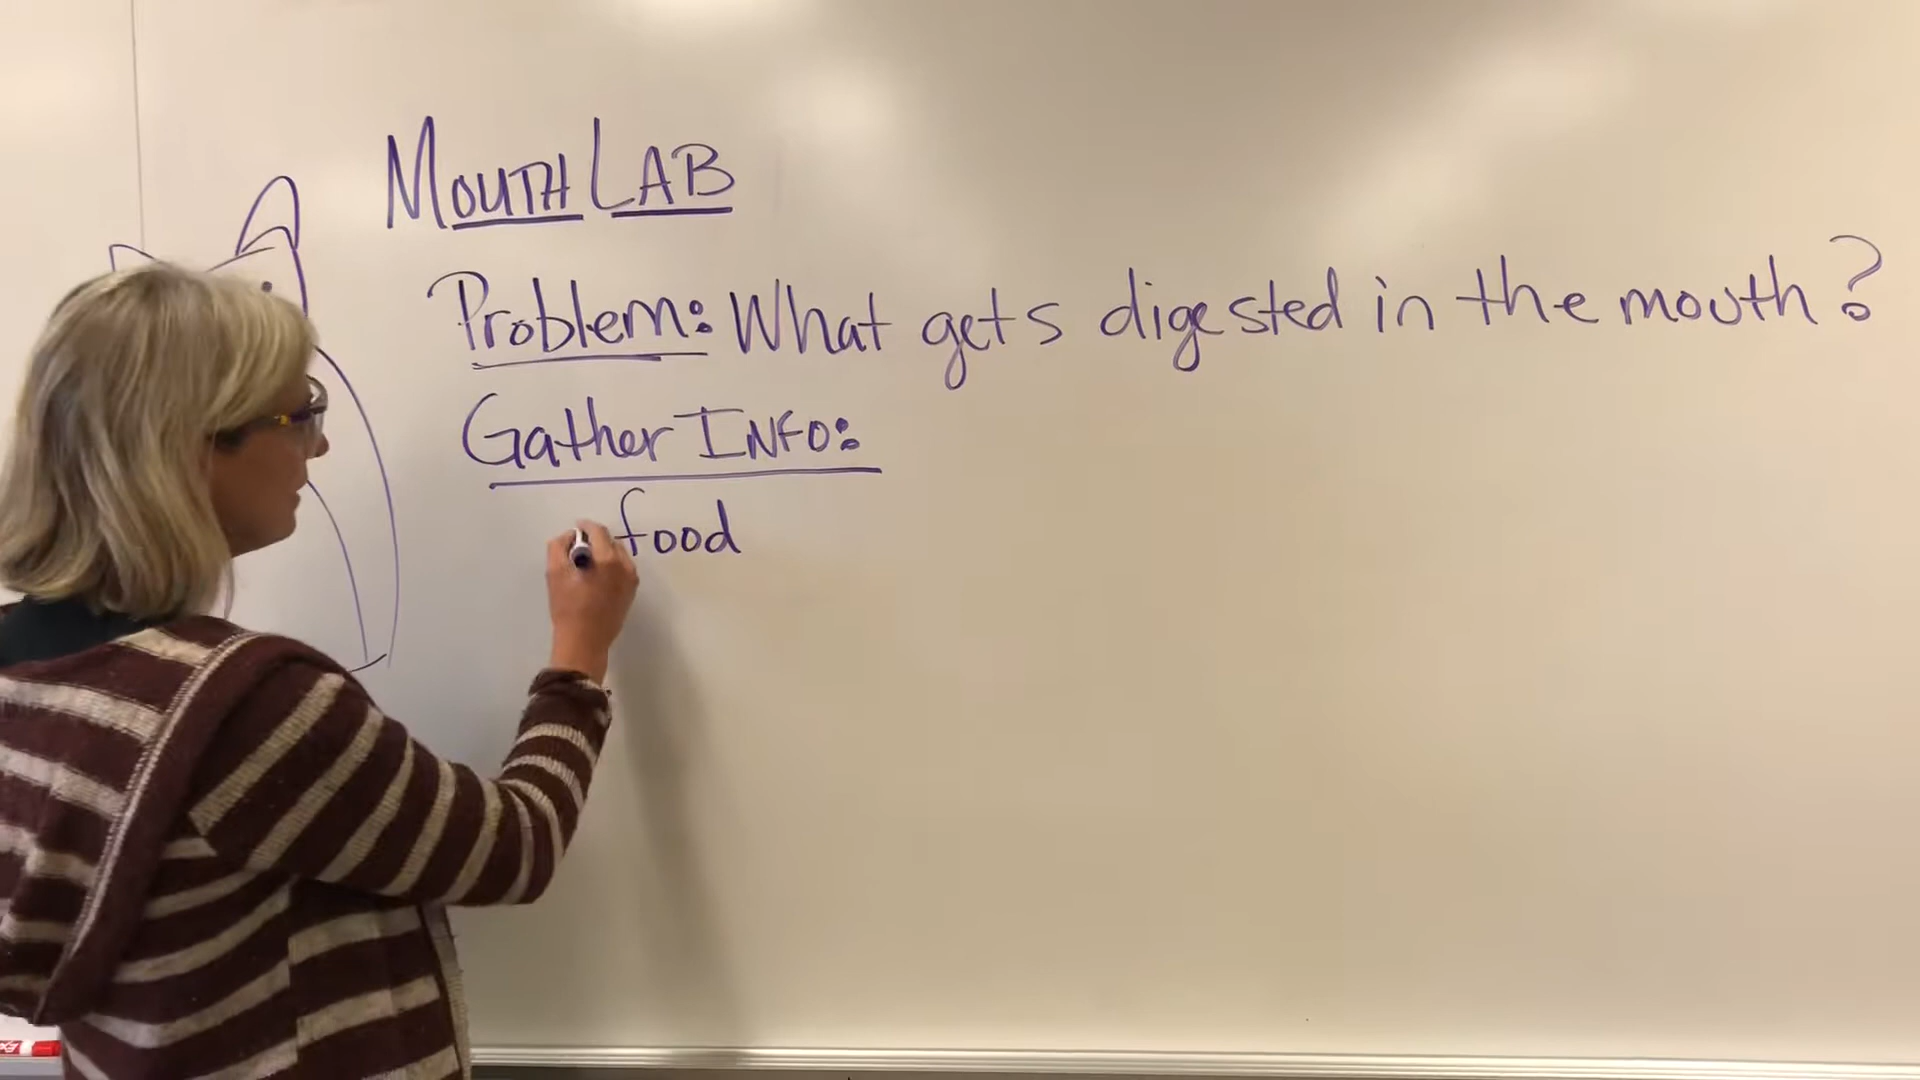 MOUTH LAB
Problem: What gets digested in the mouth?
Gather INFO:
food